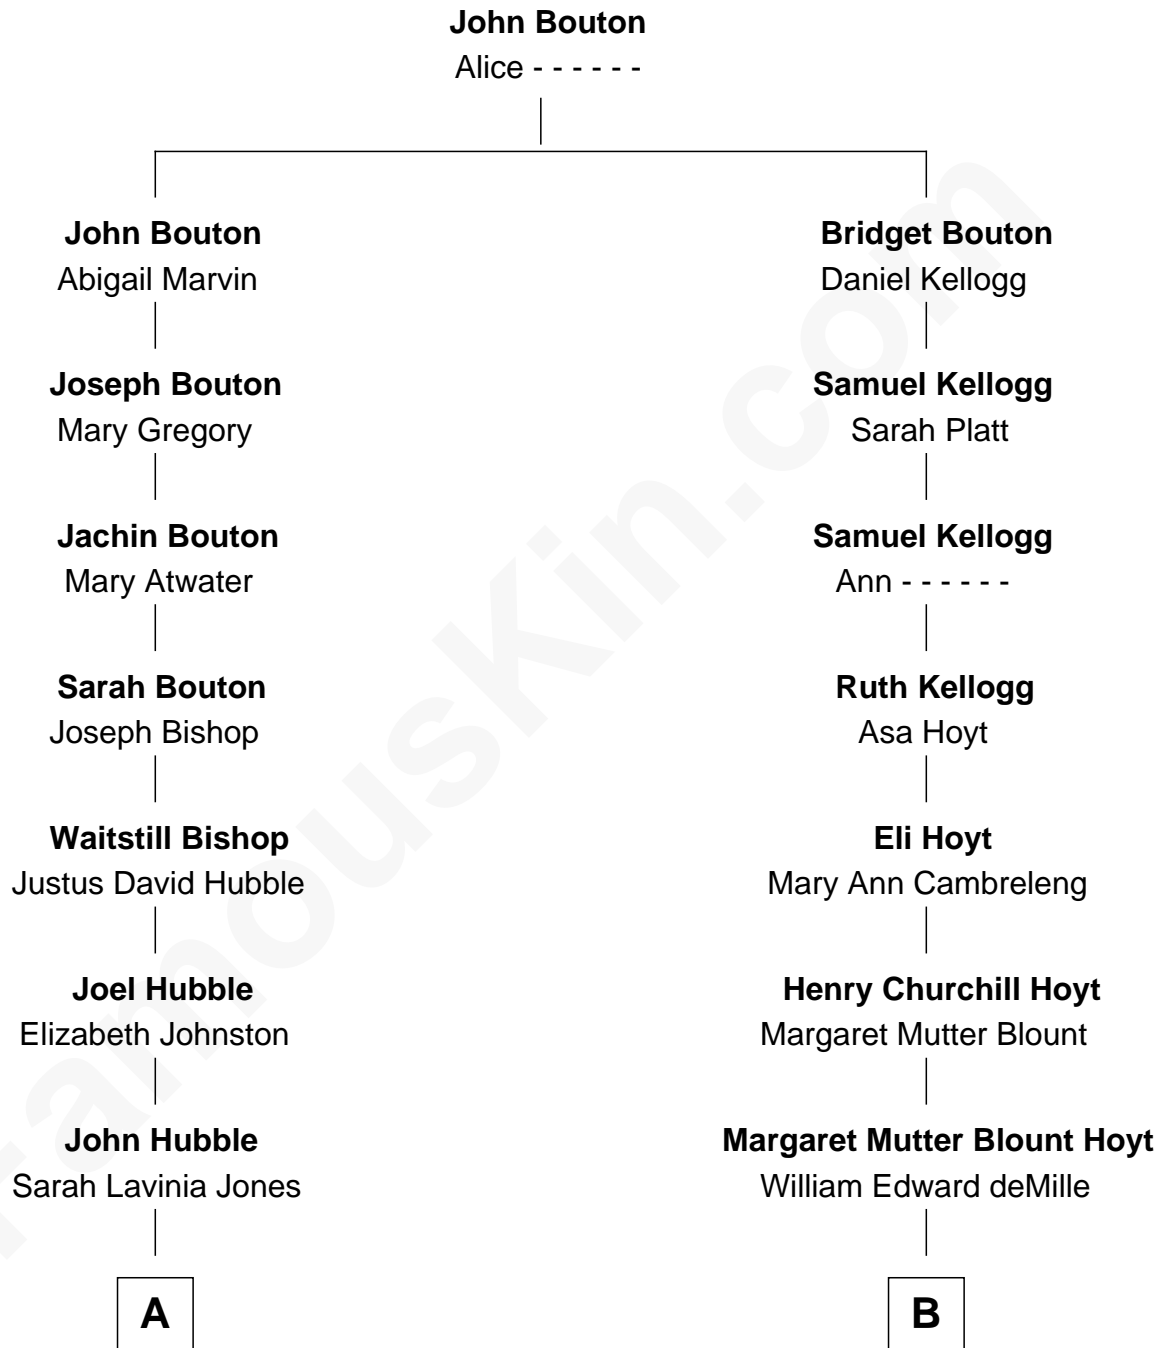 John Bouton
Alice - - - - - -
John Bouton
Abigail Marvin
Bridget Bouton
Daniel Kellogg
Joseph Bouton
Mary Gregory
Samuel Kellogg
Sarah Platt
Jachin Bouton
Mary Atwater
Samuel Kellogg
Ann - - - - - -
Sarah Bouton
Joseph Bishop
Ruth Kellogg
Asa Hoyt
Waitstill Bishop
Justus David Hubble
Eli Hoyt
Mary Ann Cambreleng
Joel Hubble
Elizabeth Johnston
Henry Churchill Hoyt
Margaret Mutter Blount
John Hubble
Sarah Lavinia Jones
Margaret Mutter Blount Hoyt
William Edward deMille
A
B
FamousKin.com